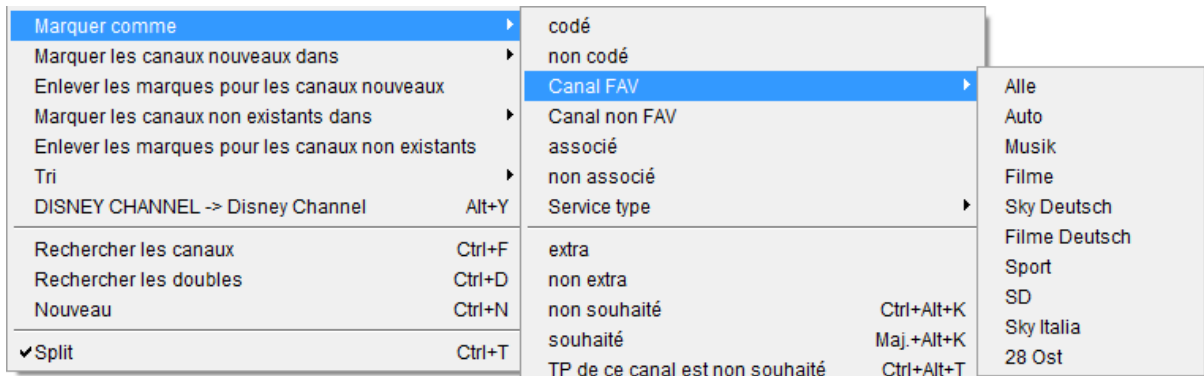 Marquer comme
Marquer les canaux nouveaux dans
Enlever les marques pour les canaux nouveaux
Marquer les canaux non existants dans
Enlever les marques pour les canaux non existants
Tri
DISNEY CHANNEL -> Disney Channel Alt+Y
Rechercher les canaux Ctrl+F
Rechercher les doubles Ctrl+D
Nouveau Ctrl+N
Split Ctrl+T
codé
non codé
Canal FAV
Canal non FAV
associé
non associé
Service type
extra
non extra
non souhaité Ctrl+Alt+K
souhaité Maj.+Alt+K
TP de ce canal est non souhaité Ctrl+Alt+T
Alle
Auto
Musik
Filme
Sky Deutsch
Filme Deutsch
Sport
SD
Sky Italia
28 Ost